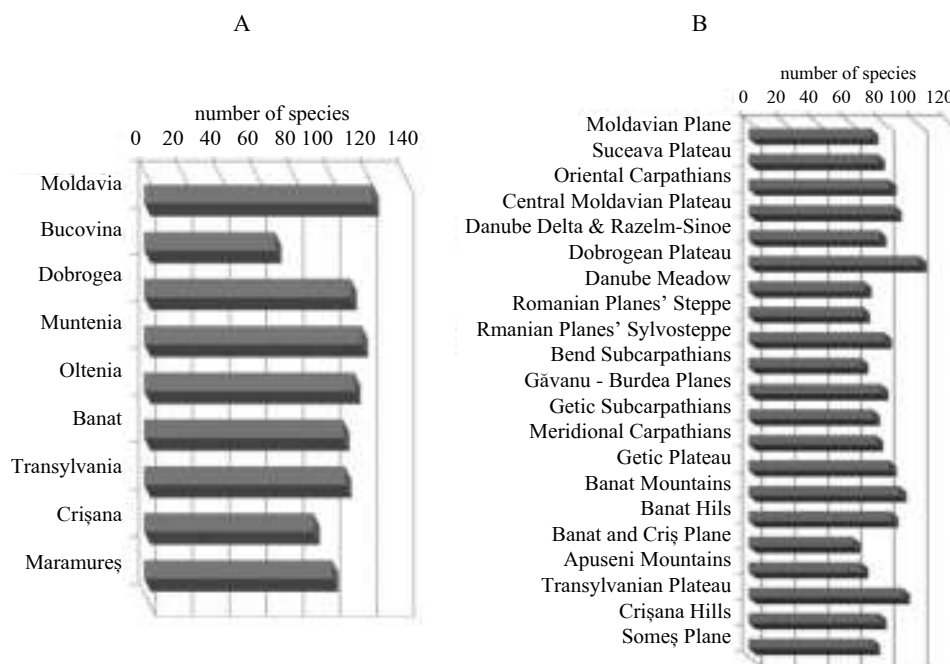 A
number of species
0 20 40 60 80 100 120 140
Moldavia
Bucovina
Dobrogea
Muntenia
Oltenia
Banat
Transylvania
Crișana
Maramureș
B
number of species
0 20 40 60 80 100 120
Moldavian Plane
Suceava Plateau
Oriental Carpathians
Central Moldavian Plateau
Danube Delta & Razelm-Sinoe
Dobrogean Plateau
Danube Meadow
Romanian Planes’ Steppe
Rmanian Planes’ Sylvosteppe
Bend Subcarpathians
Găvanu - Burdea Planes
Getic Subcarpathians
Meridional Carpathians
Getic Plateau
Banat Mountains
Banat Hils
Banat and Criș Plane
Apuseni Mountains
Transylvanian Plateau
Crișana Hills
Someș Plane